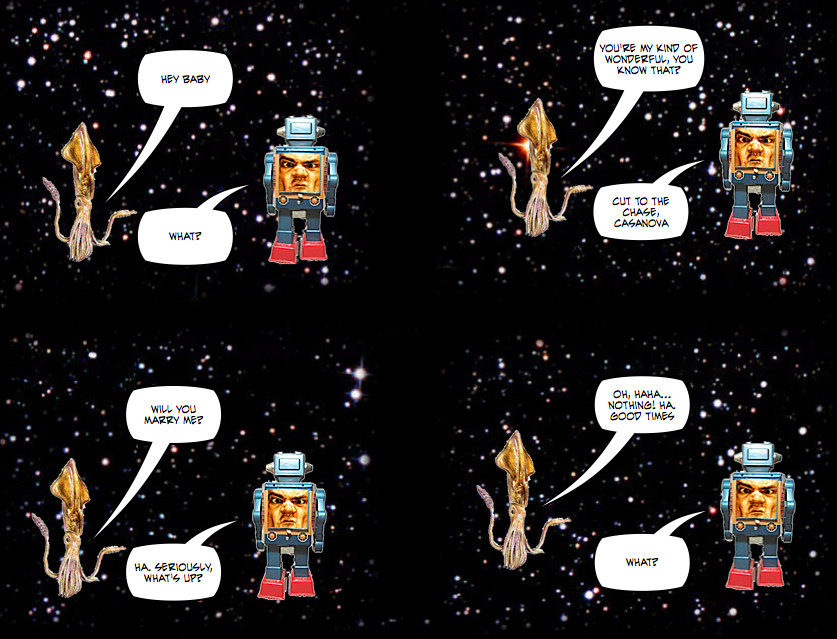 HEY BABY
WHAT?
YOU'RE MY KIND OF
WONDERFUL, YOU
KNOW THAT?
CUT TO THE
CHASE,
CASANOVA
WILL YOU
MARRY ME?
HA. SERIOUSLY,
WHAT'S UP?
OH, HAHA...
NOTHING! HA.
GOOD TIMES
WHAT?